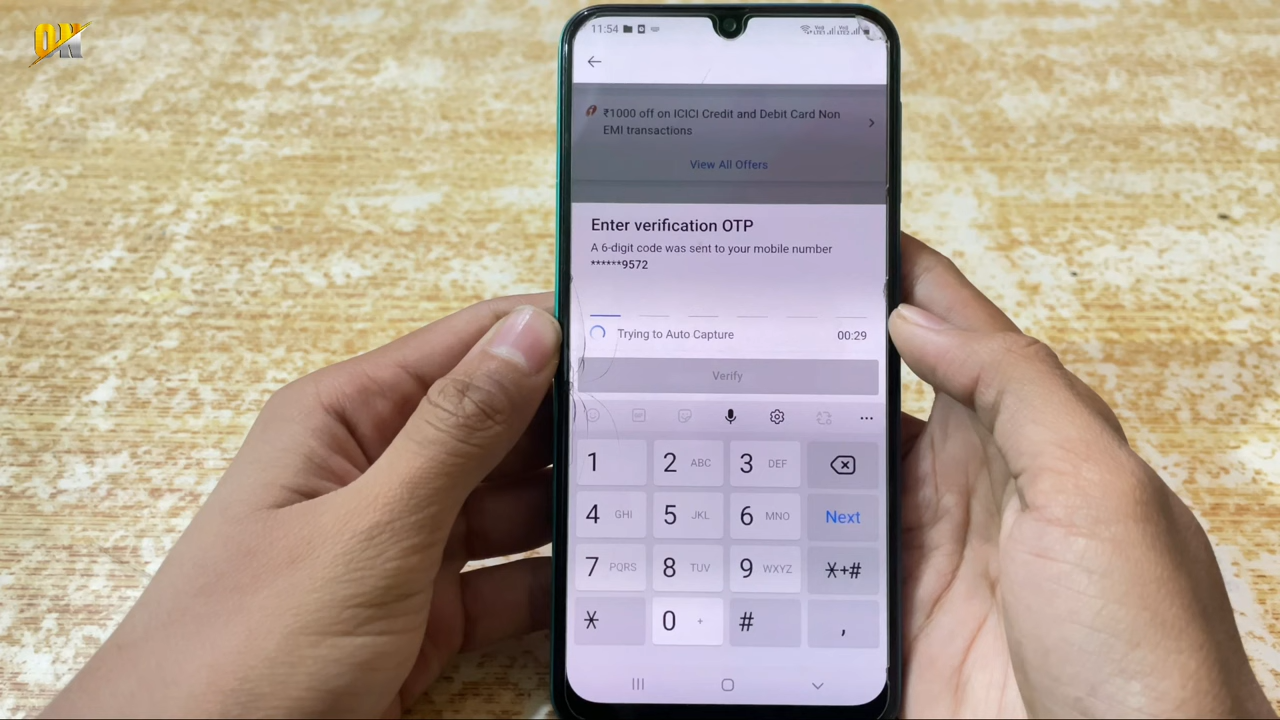 ON
11:54
₹1000 off on ICICI Credit and Debit Card Non
EMI transactions
View All Offers
Enter verification OTP
A 6-digit code was sent to your mobile number
******9572
Trying to Auto Capture 00:29
Verify
1 2 ABC 3 DEF
4 GHI 5 JKL 6 MNO Next
7 PQRS 8 TUV 9 WXYZ *+#
* 0 + # ,